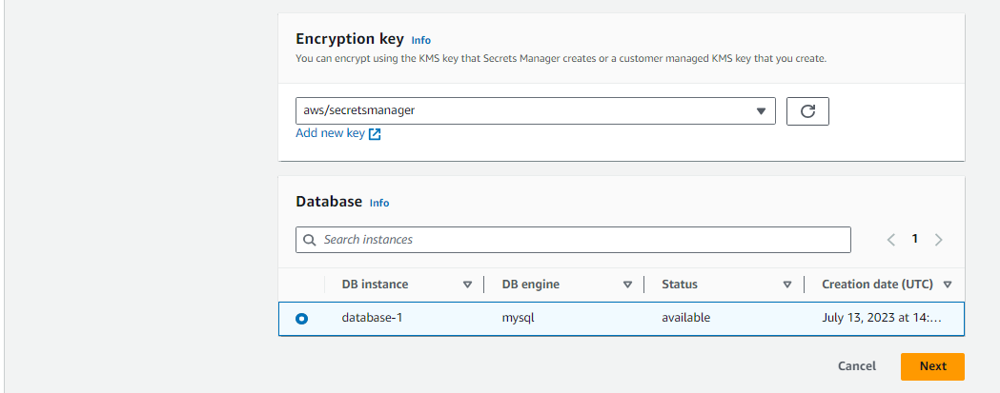 Encryption key Info
You can encrypt using the KMS key that Secrets Manager creates or a customer managed KMS key that you create.
aws/secretsmanager
Add new key
Database Info
Search instances
1
DB instance DB engine Status Creation date (UTC)
database-1 mysql available July 13, 2023 at 14:...
Cancel Next